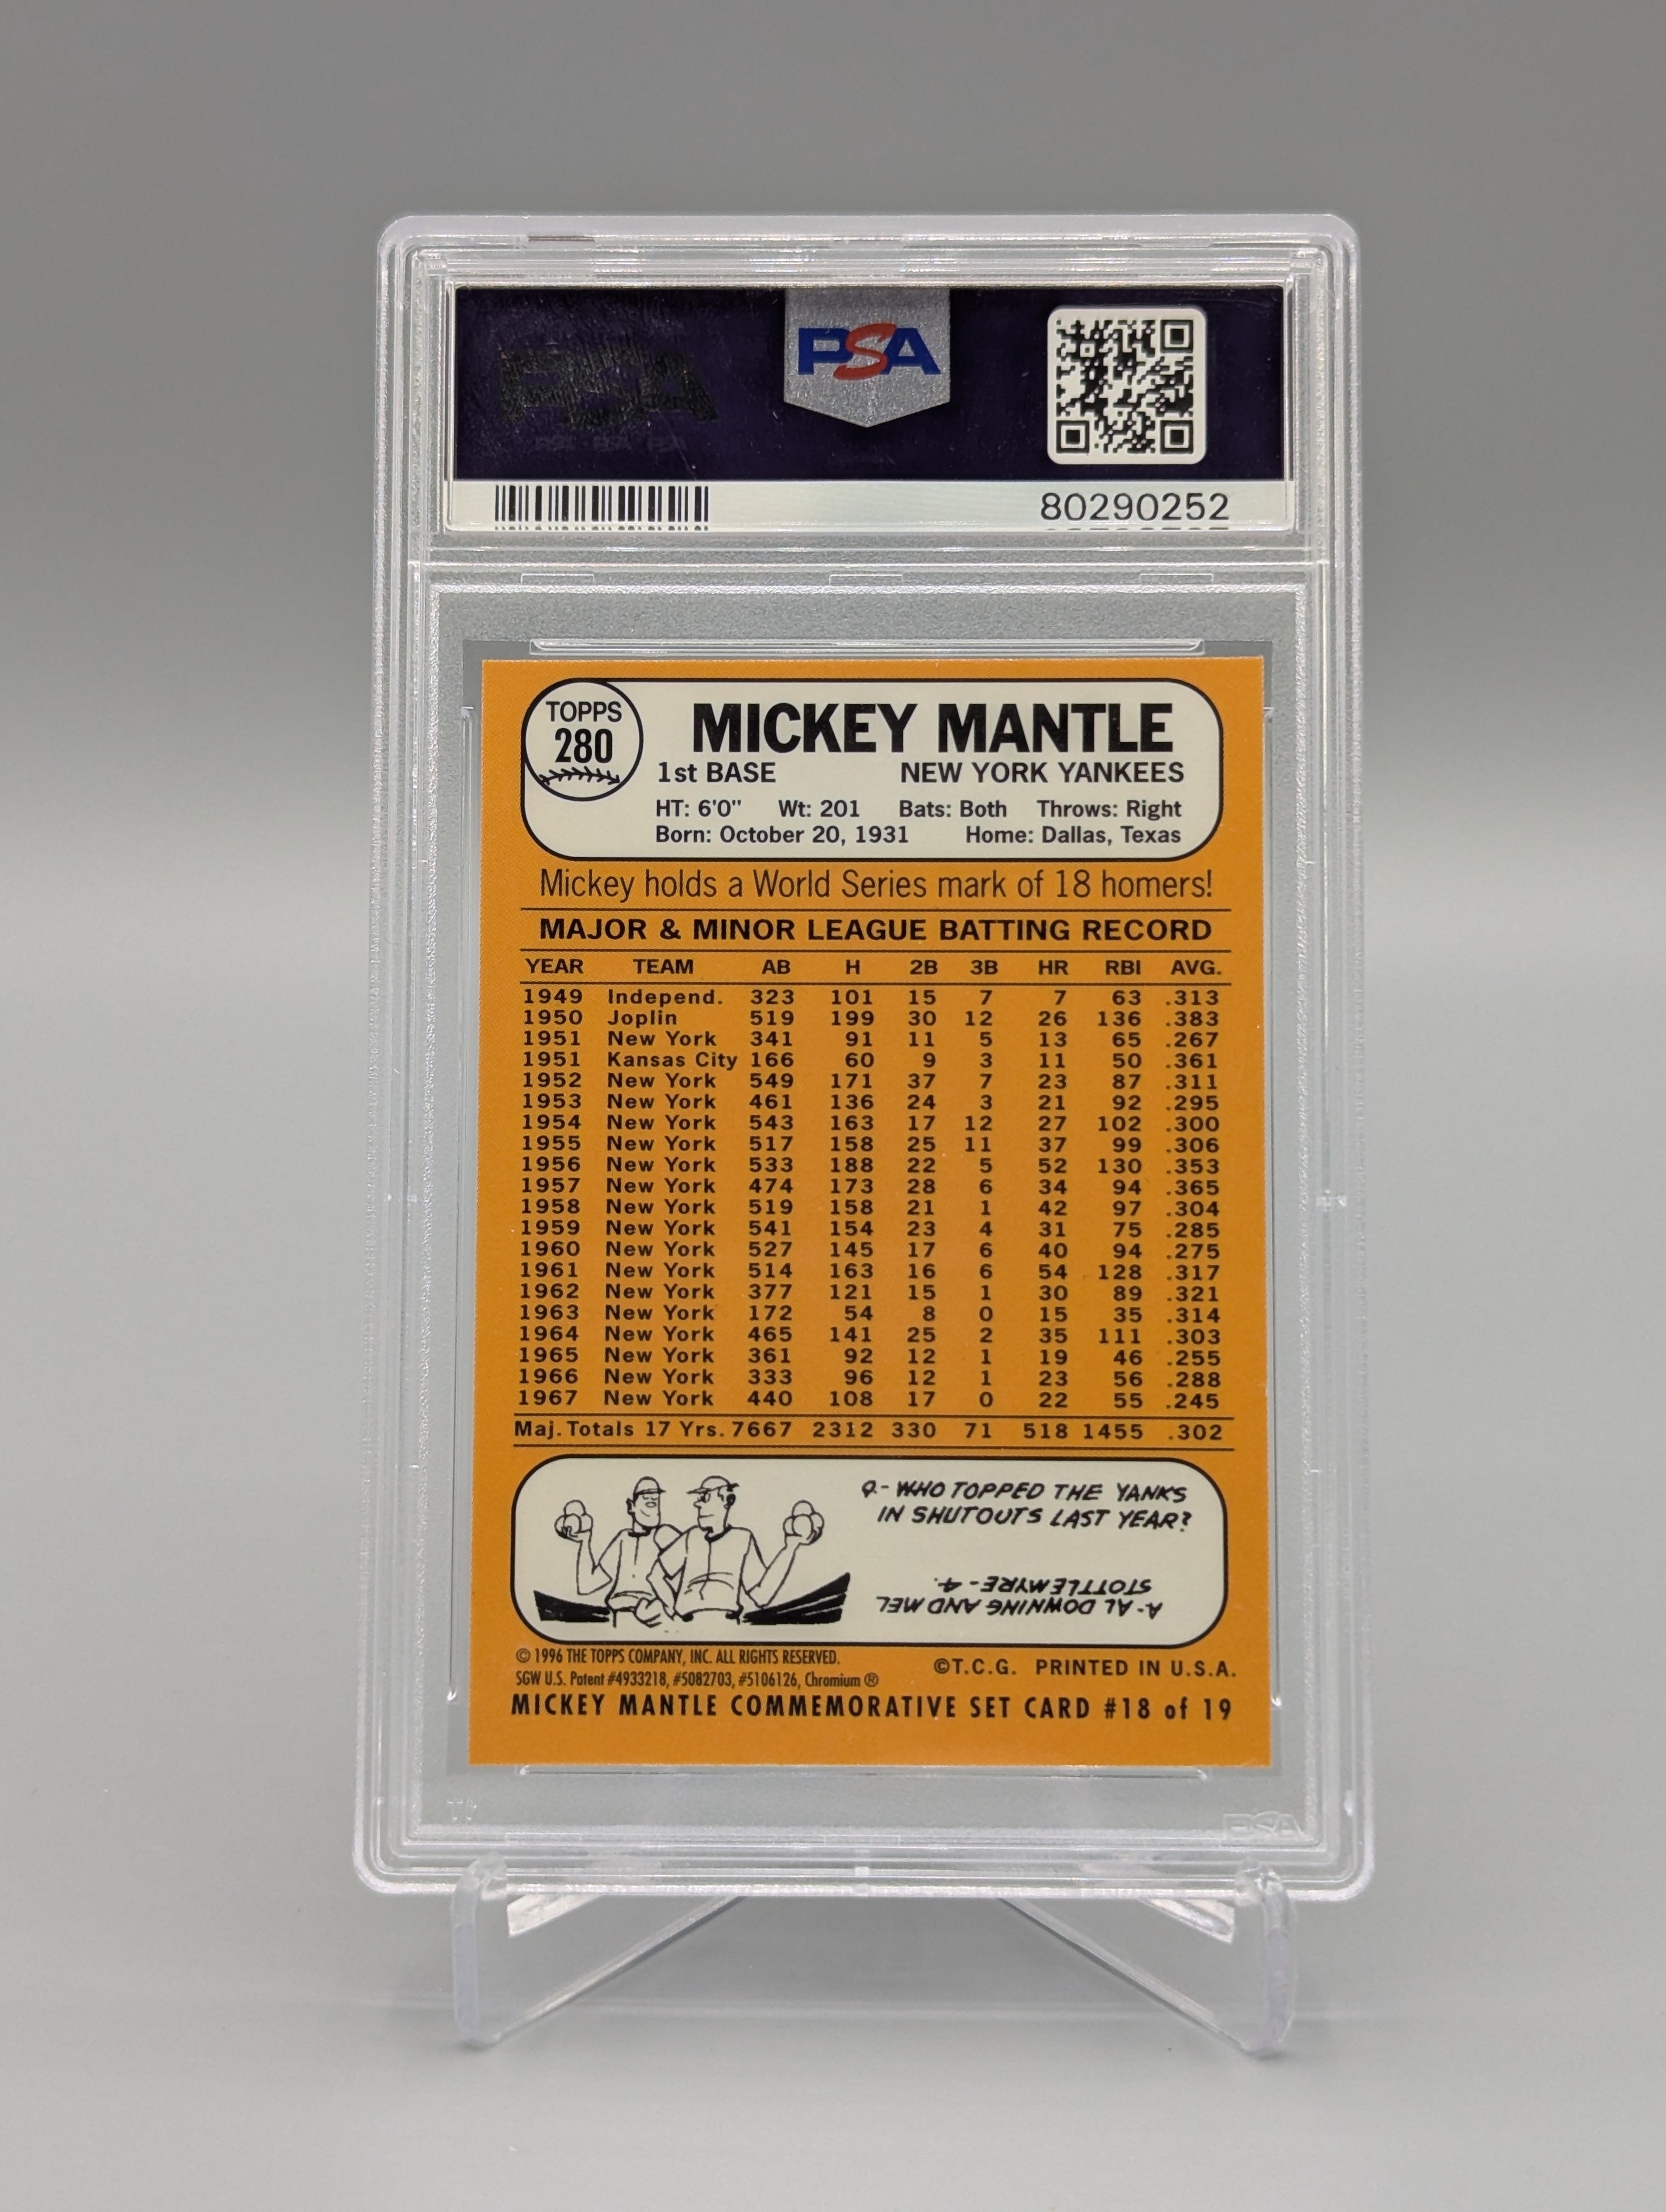 PSA
PSA
80290252
TOPPS
280
MICKEY MANTLE
1st BASE NEW YORK YANKEES
HT: 6'0" Wt: 201 Bats: Both Throws: Right
Born: October 20, 1931 Home: Dallas, Texas
Mickey holds a World Series mark of 18 homers!
MAJOR & MINOR LEAGUE BATTING RECORD
YEAR TEAM AB H 2B 3B HR RBI AVG.
1949 Independ. 323 101 15 7 7 63 .313
1950 Joplin 519 199 30 12 26 136 .383
1951 New York 341 91 11 5 13 65 .267
1951 Kansas City 166 60 9 3 11 50 .361
1952 New York 549 171 37 7 23 87 .311
1953 New York 461 136 24 3 21 92 .295
1954 New York 543 163 17 12 27 102 .300
1955 New York 517 158 25 11 37 99 .306
1956 New York 533 188 22 5 52 130 .353
1957 New York 474 173 28 6 34 94 .365
1958 New York 519 158 21 1 42 97 .304
1959 New York 541 154 23 4 31 75 .285
1960 New York 527 145 17 6 40 94 .275
1961 New York 514 163 16 6 54 128 .317
1962 New York 377 121 15 1 30 89 .321
1963 New York 172 54 8 0 15 35 .314
1964 New York 465 141 25 2 35 111 .303
1965 New York 361 92 12 1 19 46 .255
1966 New York 333 96 12 1 23 56 .288
1967 New York 440 108 17 0 22 55 .245
Maj. Totals 17 Yrs. 7667 2312 330 71 518 1455 .302
Q- WHO TOPPED THE YANKS
IN SHUTOUTS LAST YEAR?
A- AL DOWNING AND MEL
STOTTLEMYRE - 4.
© 1996 THE TOPPS COMPANY, INC. ALL RIGHTS RESERVED.
SGW U.S. Patent #4933218, #5082703, #5106126, Chromium ®
©T.C.G. PRINTED IN U.S.A.
MICKEY MANTLE COMMEMORATIVE SET CARD #18 of 19
PSA